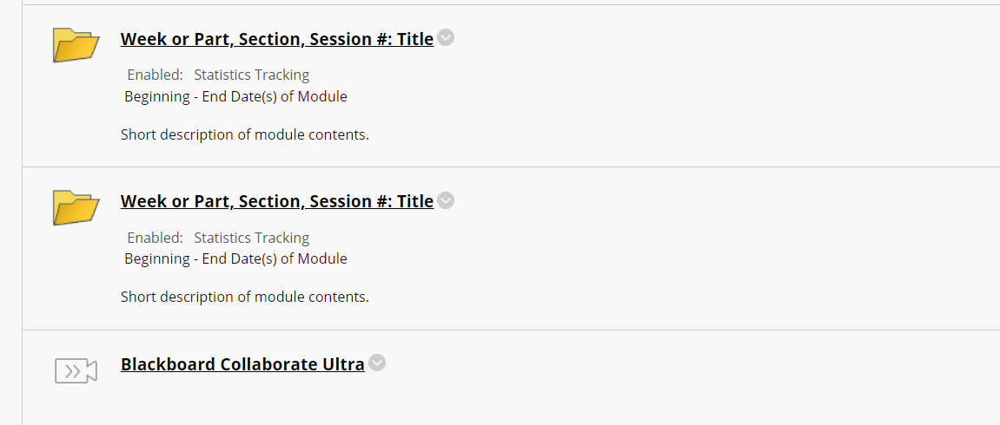 Week or Part, Section, Session #: Title
Enabled: Statistics Tracking
Beginning - End Date(s) of Module
Short description of module contents.
Week or Part, Section, Session #: Title
Enabled: Statistics Tracking
Beginning - End Date(s) of Module
Short description of module contents.
Blackboard Collaborate Ultra